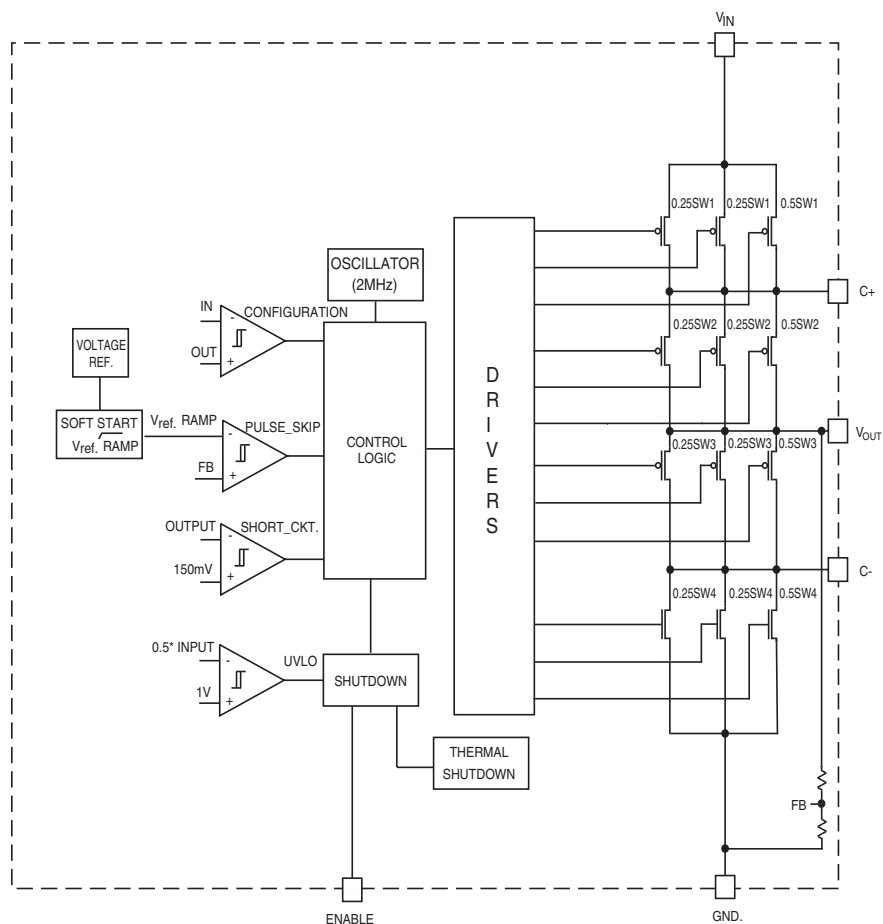 VIN
0.25SW1 0.25SW1 0.5SW1
OSCILLATOR
(2MHz)
C+
IN
-
CONFIGURATION
OUT
+
0.25SW2 0.25SW2 0.5SW2
VOLTAGE
REF.
SOFT START
Vref. RAMP
Vref. RAMP
-
PULSE_SKIP
FB
+
CONTROL
LOGIC
DRIVERS
VOUT
0.25SW3 0.25SW3 0.5SW3
OUTPUT
-
SHORT_CKT.
150mV
+
C-
0.25SW4 0.25SW4 0.5SW4
0.5* INPUT
-
UVLO
1V
+
SHUTDOWN
THERMAL
SHUTDOWN
FB
ENABLE
GND.